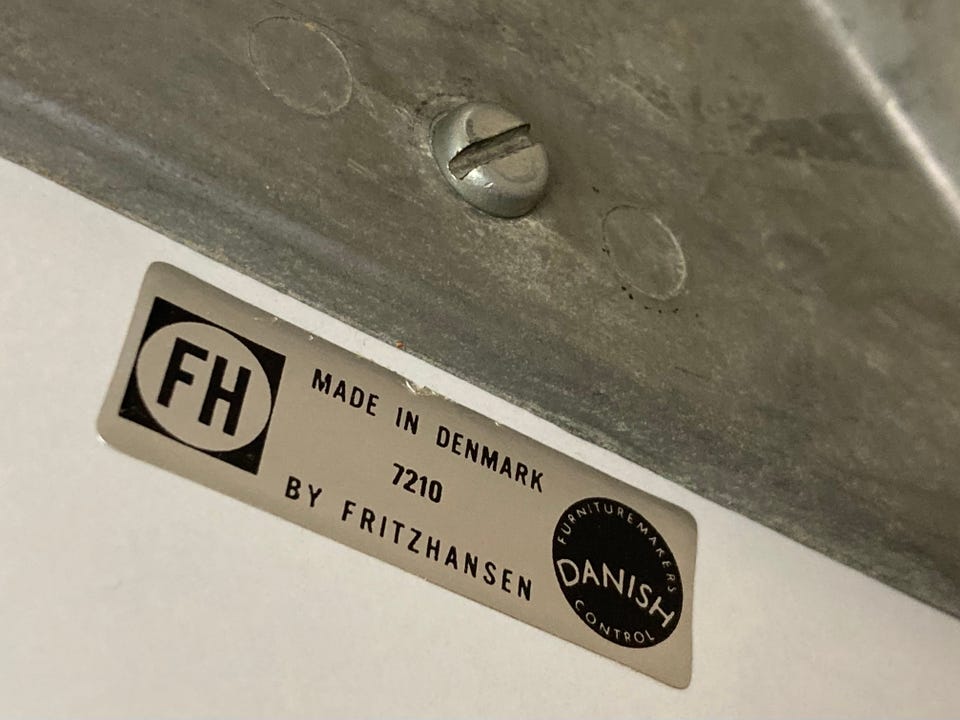 FH
MADE IN DENMARK
7210
BY FRITZHANSEN
FURNITUREMAKERS
DANISH
CONTROL